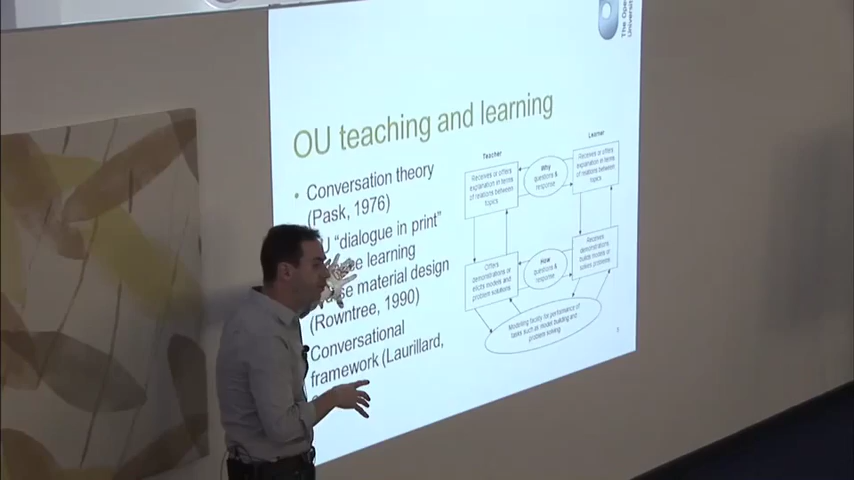 The Open
University
OU teaching and learning
• Conversation theory
(Pask, 1976)
"dialogue in print"
learning
material design
(Rowntree, 1990)
Conversational
framework (Laurillard,
Teacher
Learner
Receives or offers
explanation in terms
of relations between
topics
Why
questions &
response
Receives or offers
explanation in terms
of relations between
topics
Offers
demonstrations or
elicits models and
problem solutions
How
questions &
response
Receives
demonstrations
builds models or
solves problems
Modelling facility for performance of
tasks such as model building and
problem solving